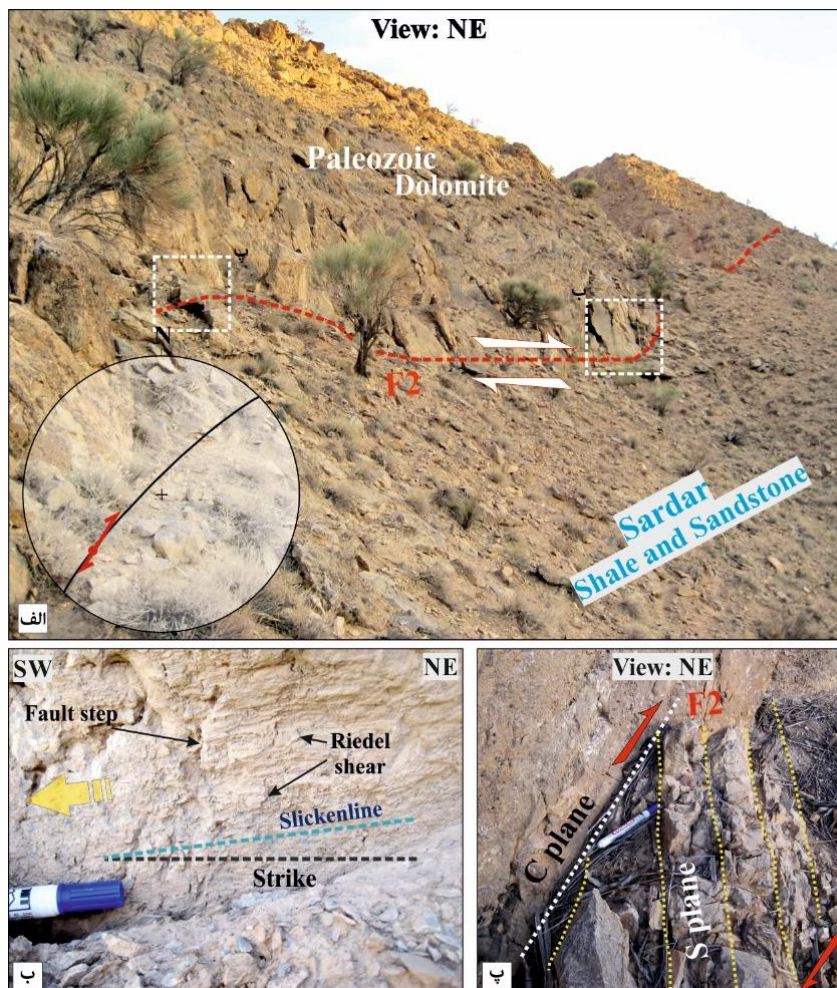 View: NE
Paleozoic
Dolomite
پ
ب
N
F2
Sardar
Shale and Sandstone
الف
SW
NE
Fault step
Riedel
shear
Slickenline
Strike
ب
View: NE
F2
C plane
S plane
پ